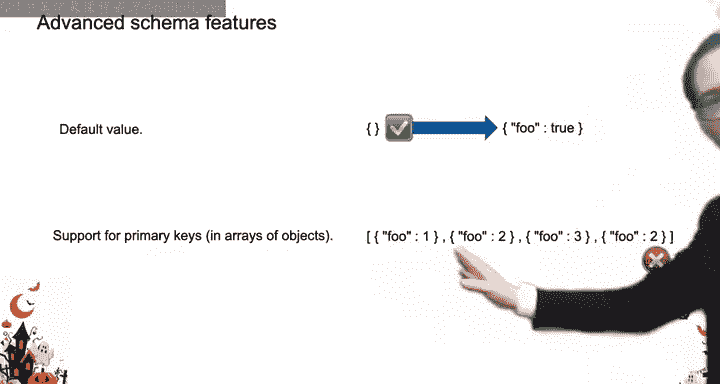 Advanced schema features
Default value.
{ } { "foo" : true }
Support for primary keys (in arrays of objects).
[ { "foo" : 1 } , { "foo" : 2 } , { "foo" : 3 } , { "foo" : 2 } ]